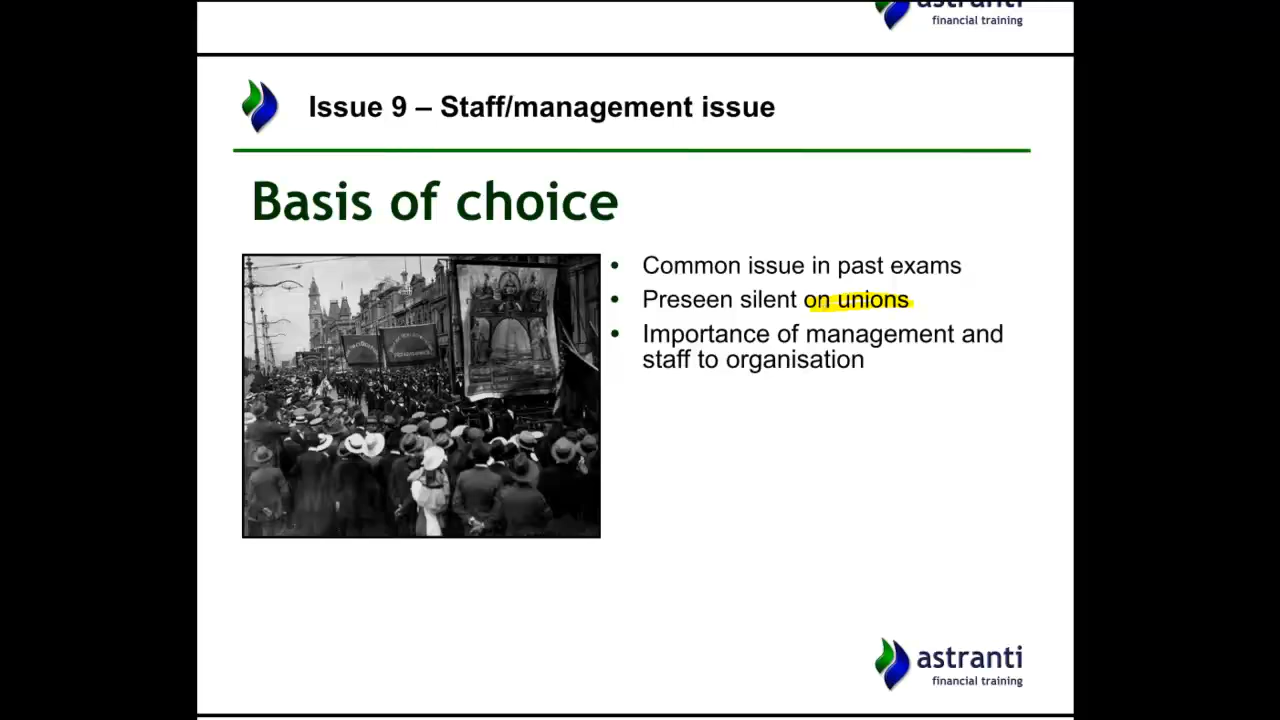 financial training
Issue 9 – Staff/management issue
Basis of choice
• Common issue in past exams
• Preseen silent on unions
• Importance of management and
staff to organisation
astranti
financial training